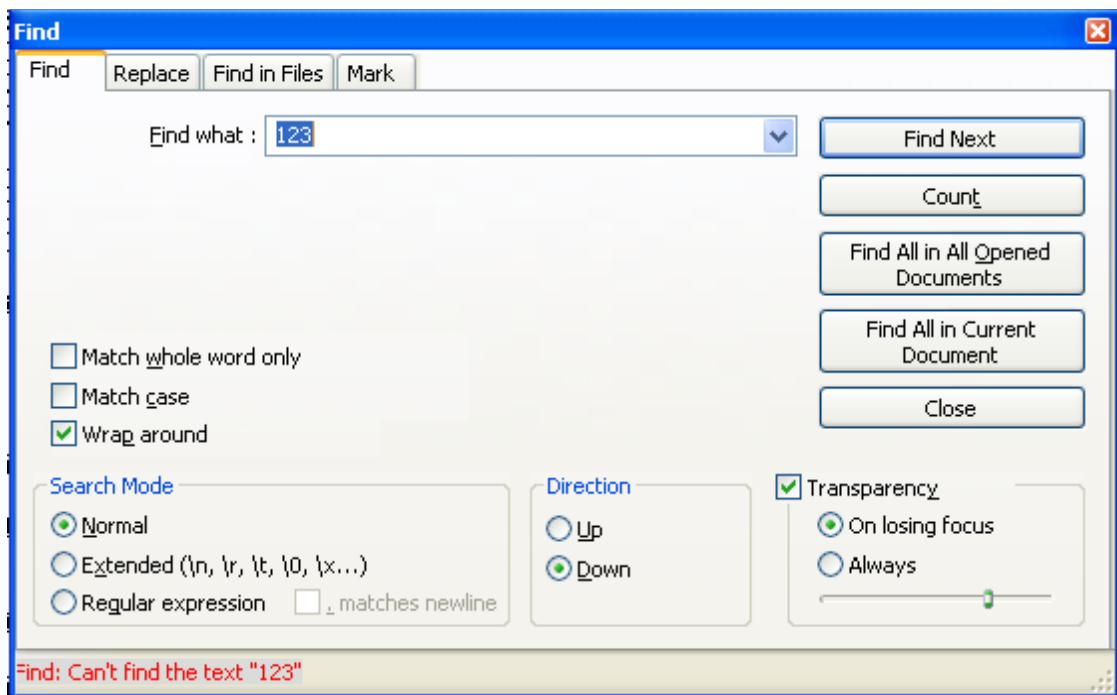 Find
Find Replace Find in Files Mark
Find what : 123
Find Next
Count
Find All in All Opened
Documents
Find All in Current
Document
Close
Match whole word only
Match case
Wrap around
Search Mode
Normal
Extended (\n, \r, \t, \0, \x...)
Regular expression . matches newline
Direction
Up
Down
Transparency
On losing focus
Always
Find: Can't find the text "123"